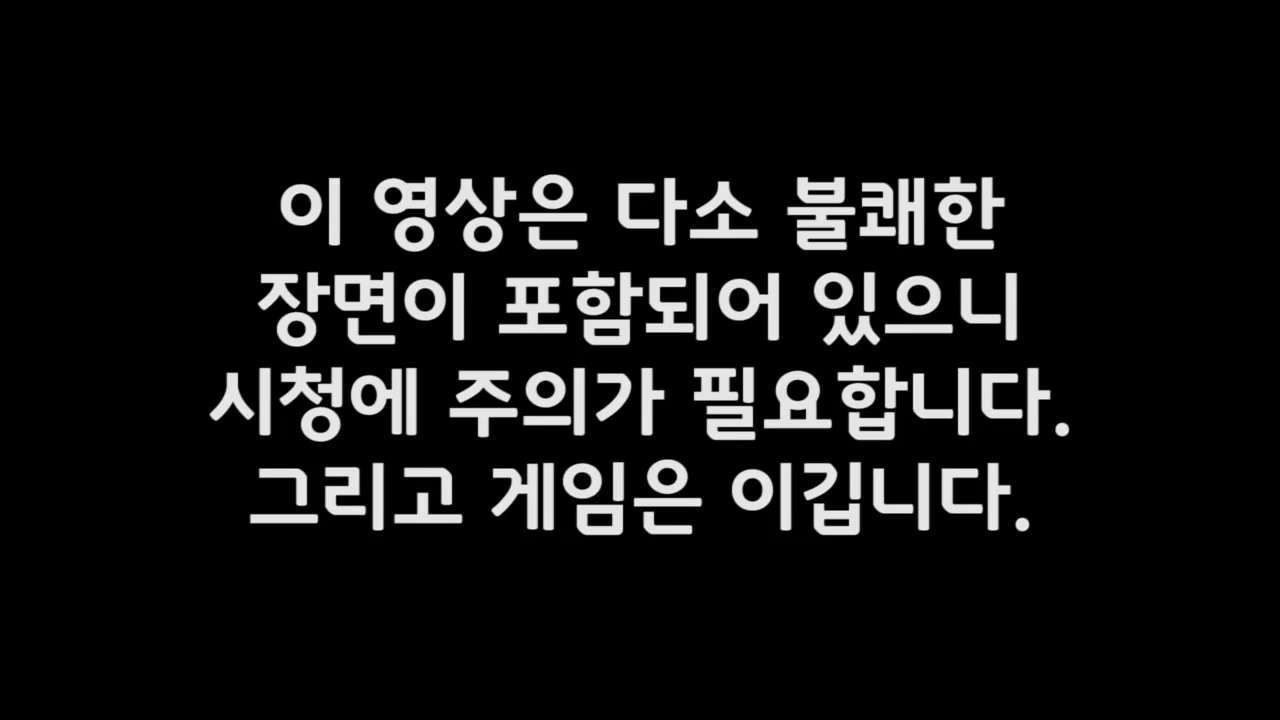 이 영상은 다소 불쾌한
장면이 포함되어 있으니
시청에 주의가 필요합니다.
그리고 게임은 이깁니다.